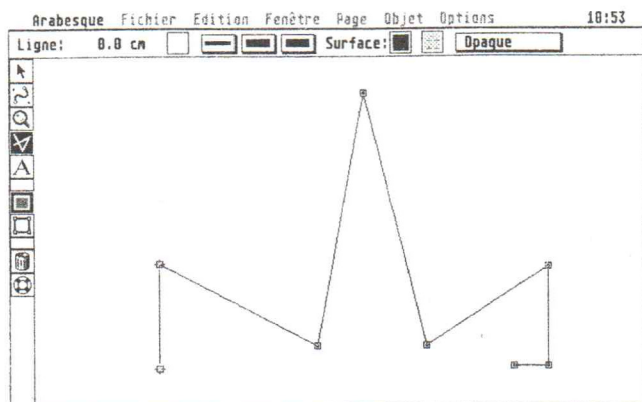 Arabesque Fichier Edition Fenêtre Page Objet Options 18:53
Ligne: 0.0 cm Surface: Opaque
A